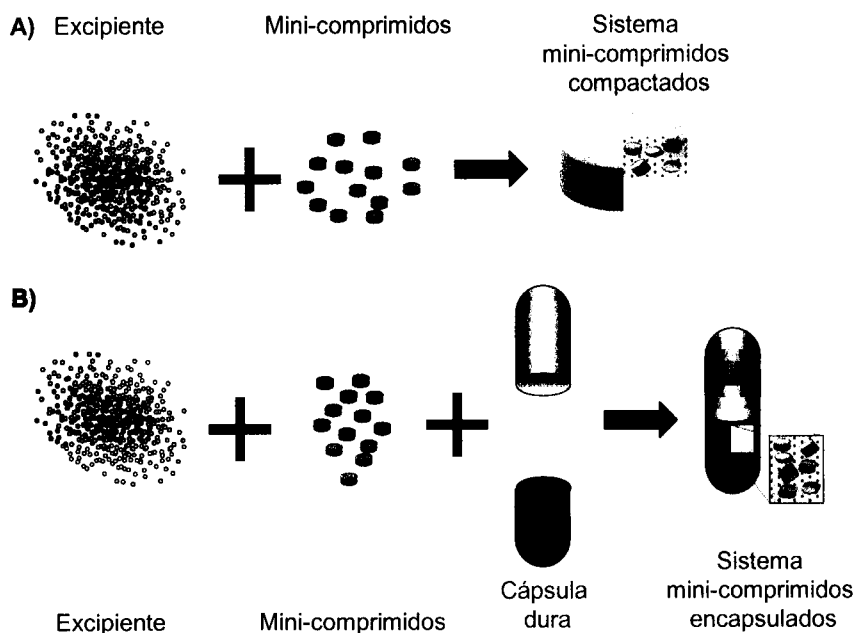 A) Excipiente
Mini-comprimidos
Sistema
mini-comprimidos
compactados
B)
Excipiente
Mini-comprimidos
Cápsula
dura
Sistema
mini-comprimidos
encapsulados